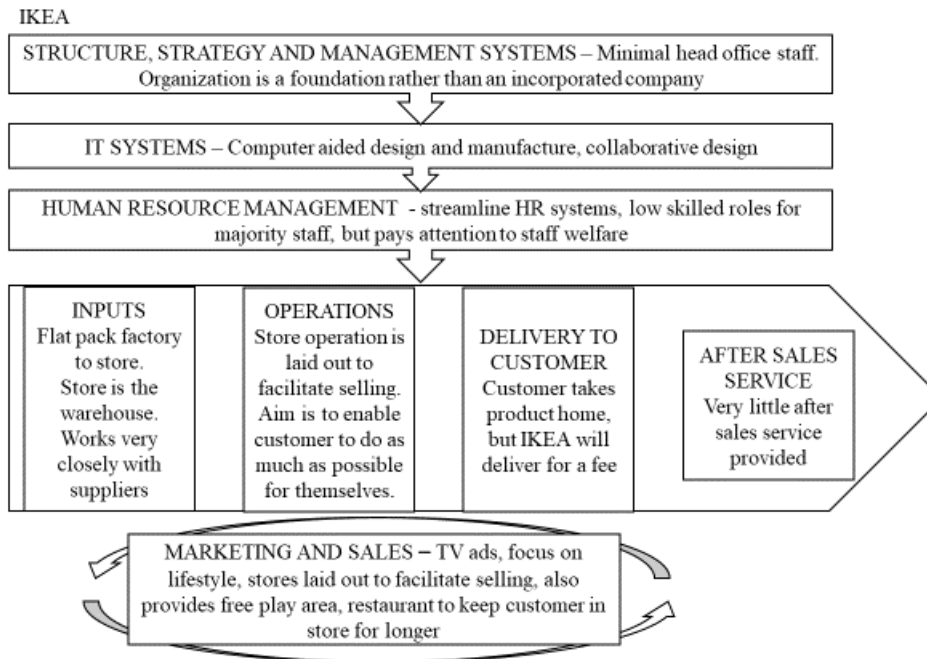 IKEA
STRUCTURE, STRATEGY AND MANAGEMENT SYSTEMS – Minimal head office staff.
Organization is a foundation rather than an incorporated company
IT SYSTEMS – Computer aided design and manufacture, collaborative design
HUMAN RESOURCE MANAGEMENT - streamline HR systems, low skilled roles for
majority staff, but pays attention to staff welfare
INPUTS
Flat pack factory
to store.
Store is the
warehouse.
Works very
closely with
suppliers
OPERATIONS
Store operation is
laid out to
facilitate selling.
Aim is to enable
customer to do as
much as possible
for themselves.
DELIVERY TO
CUSTOMER
Customer takes
product home,
but IKEA will
deliver for a fee
AFTER SALES
SERVICE
Very little after
sales service
provided
MARKETING AND SALES – TV ads, focus on
lifestyle, stores laid out to facilitate selling, also
provides free play area, restaurant to keep customer in
store for longer